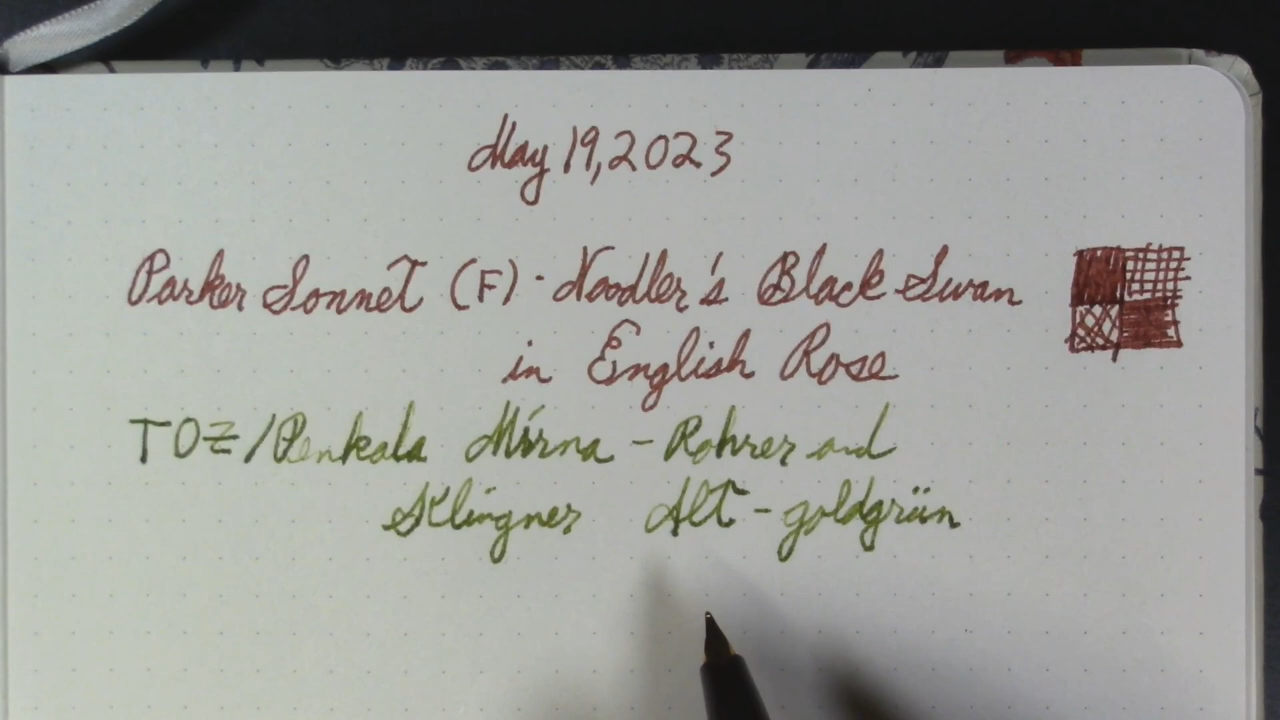 May 19, 2023
Parker Sonnet (F) - Noodler's Black Swan
in English Rose
TOZ/Penkala Mirna - Rohrer and
Klingner Alt-goldgrün